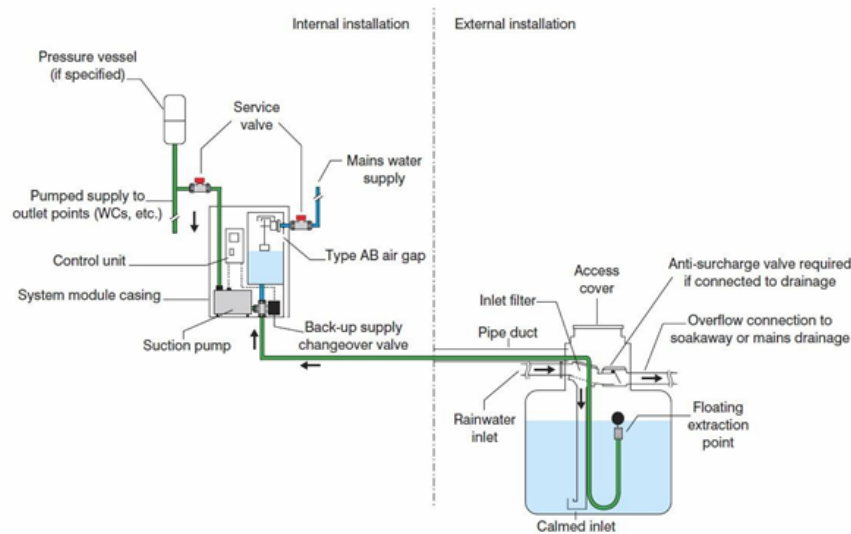 Internal installation
External installation
Pressure vessel
(if specified)
Service
valve
Mains water
supply
Pumped supply to
outlet points (WCs, etc.)
Type AB air gap
Control unit
System module casing
Suction pump
Back-up supply
changeover valve
Access
cover
Anti-surcharge valve required
if connected to drainage
Inlet filter
Pipe duct
Overflow connection to
soakaway or mains drainage
Rainwater
inlet
Floating
extraction
point
Calmed inlet